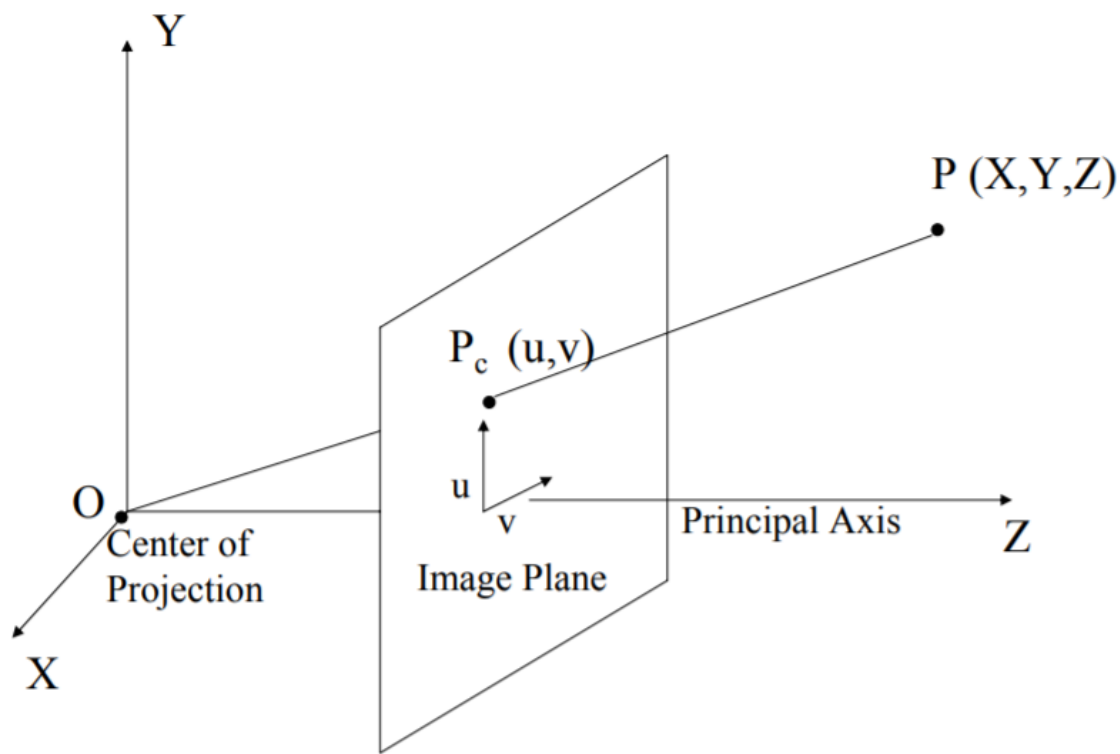 Y
P (X,Y,Z)
P_c (u,v)
O
u
v
Center of
Projection
Principal Axis
Z
Image Plane
X